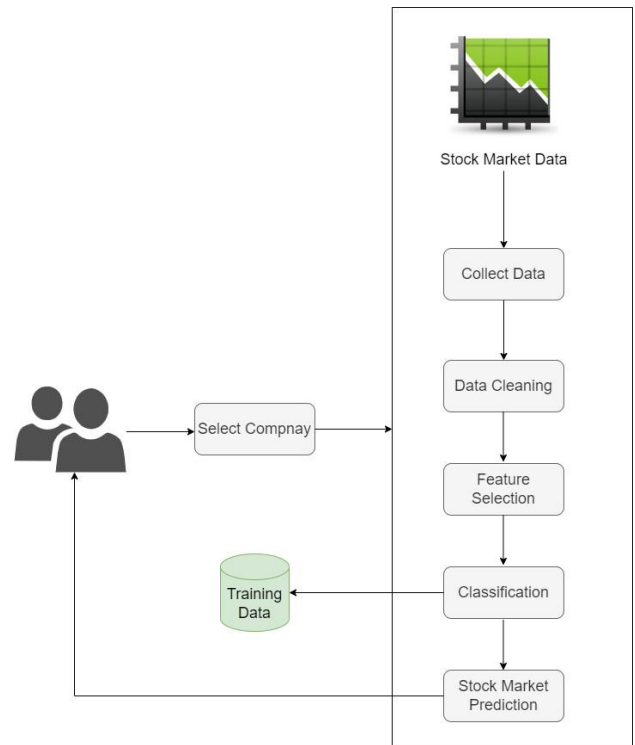 Stock Market Data
Collect Data
Data Cleaning
Select Compnay
Feature
Selection
Classification
Training
Data
Stock Market
Prediction